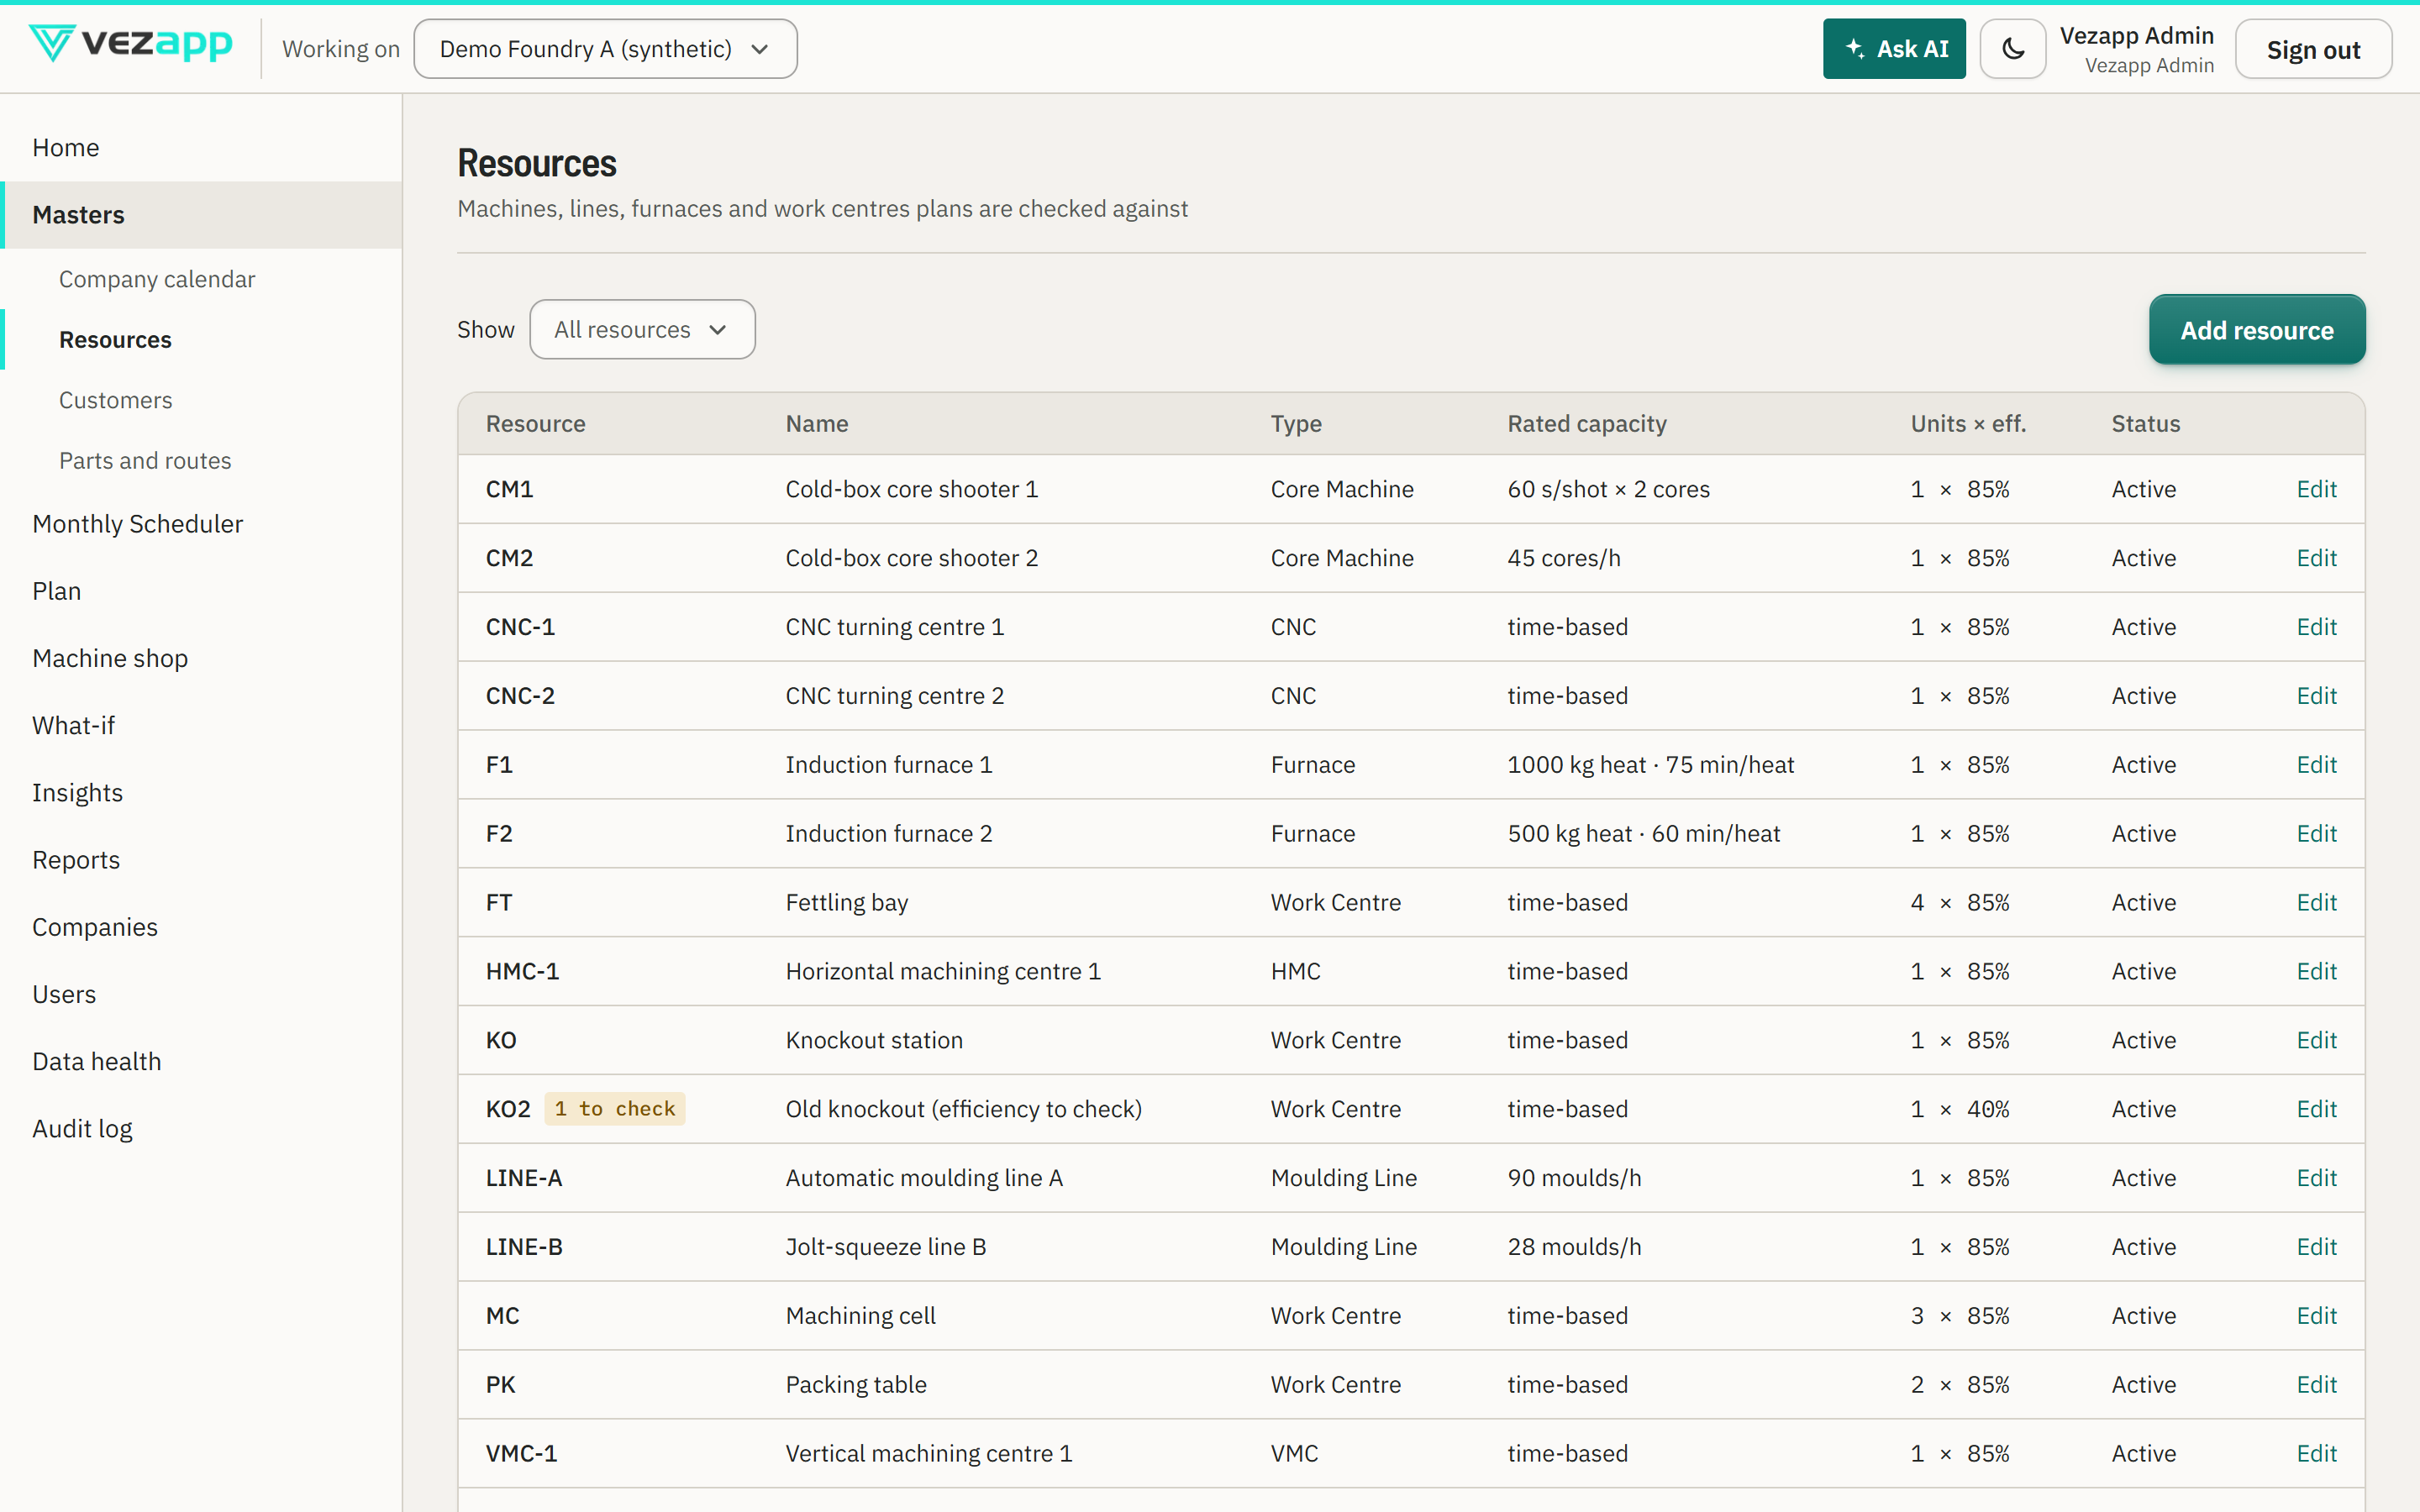 vezapp
Working on Demo Foundry A (synthetic)
Ask AI
Vezapp Admin
Vezapp Admin
Sign out
Home
Masters
Company calendar
Resources
Customers
Parts and routes
Monthly Scheduler
Plan
Machine shop
What-if
Insights
Reports
Companies
Users
Data health
Audit log
Resources
Machines, lines, furnaces and work centres plans are checked against
Show All resources
Add resource
Resource Name Type Rated capacity Units × eff. Status
CM1 Cold-box core shooter 1 Core Machine 60 s/shot × 2 cores 1 × 85% Active Edit
CM2 Cold-box core shooter 2 Core Machine 45 cores/h 1 × 85% Active Edit
CNC-1 CNC turning centre 1 CNC time-based 1 × 85% Active Edit
CNC-2 CNC turning centre 2 CNC time-based 1 × 85% Active Edit
F1 Induction furnace 1 Furnace 1000 kg heat · 75 min/heat 1 × 85% Active Edit
F2 Induction furnace 2 Furnace 500 kg heat · 60 min/heat 1 × 85% Active Edit
FT Fettling bay Work Centre time-based 4 × 85% Active Edit
HMC-1 Horizontal machining centre 1 HMC time-based 1 × 85% Active Edit
KO Knockout station Work Centre time-based 1 × 85% Active Edit
KO2 1 to check Old knockout (efficiency to check) Work Centre time-based 1 × 40% Active Edit
LINE-A Automatic moulding line A Moulding Line 90 moulds/h 1 × 85% Active Edit
LINE-B Jolt-squeeze line B Moulding Line 28 moulds/h 1 × 85% Active Edit
MC Machining cell Work Centre time-based 3 × 85% Active Edit
PK Packing table Work Centre time-based 2 × 85% Active Edit
VMC-1 Vertical machining centre 1 VMC time-based 1 × 85% Active Edit